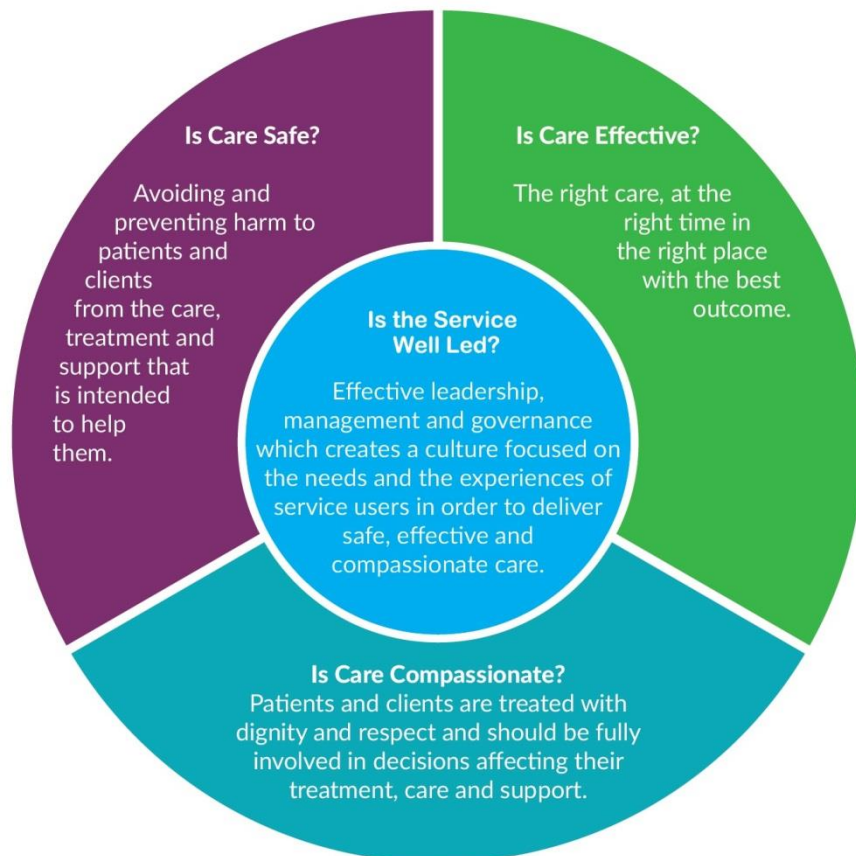 Is Care Safe?
Avoiding and
preventing harm to
patients and
clients
from the care,
treatment and
support that
is intended
to help
them.
Is Care Effective?
The right care, at the
right time in
the right place
with the best
outcome.
Is the Service
Well Led?
Effective leadership,
management and governance
which creates a culture focused on
the needs and the experiences of
service users in order to deliver
safe, effective and
compassionate care.
Is Care Compassionate?
Patients and clients are treated with
dignity and respect and should be fully
involved in decisions affecting their
treatment, care and support.